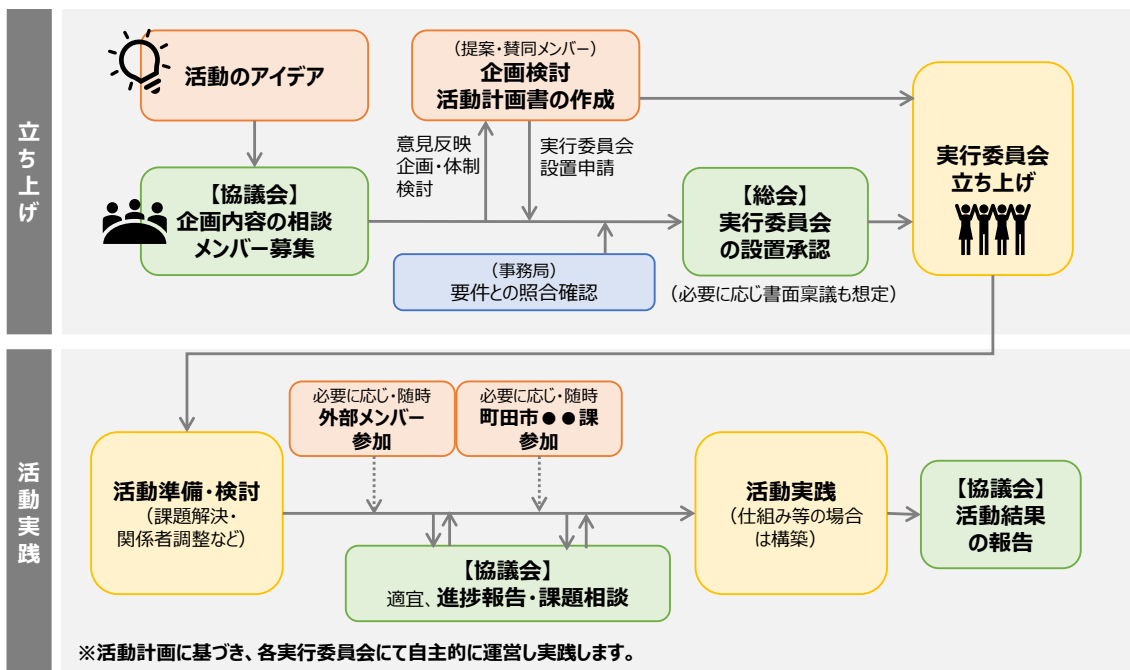 立ち上げ
活動のアイデア
（提案・賛同メンバー）
企画検討
活動計画書の作成
意見反映
企画・体制
検討
実行委員会
設置申請
【協議会】
企画内容の相談
メンバー募集
（事務局）
要件との照合確認
【総会】
実行委員会
の設置承認
（必要に応じ書面稟議も想定）
実行委員会
立ち上げ
活動実践
活動準備・検討
（課題解決・
関係者調整など）
必要に応じ・随時
外部メンバー
参加
必要に応じ・随時
町田市●●課
参加
【協議会】
適宜、進捗報告・課題相談
活動実践
（仕組み等の場合
は構築）
【協議会】
活動結果
の報告
※活動計画に基づき、各実行委員会にて自主的に運営し実践します。